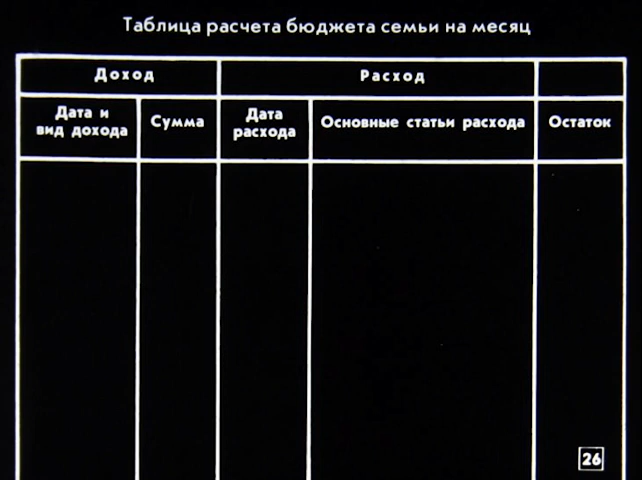 Таблица расчета бюджета семьи на месяц
Доход
Расход
Дата и
вид дохода
Сумма
Дата
расхода
Основные статьи расхода
Остаток
26